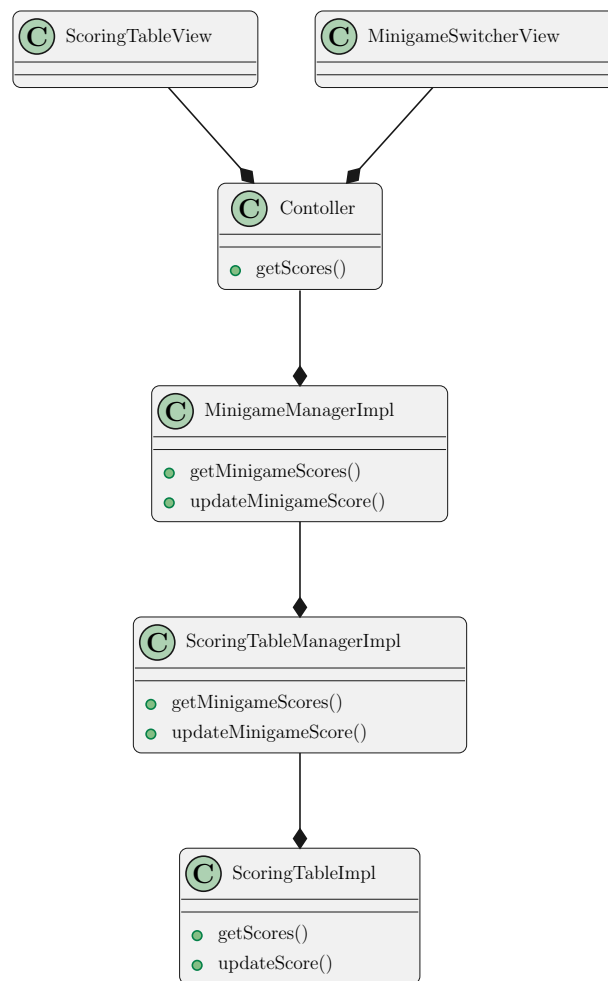 C ScoringTableView
C MinigameSwitcherView
C Contoller
getScores()
C MinigameManagerImpl
getMinigameScores()
updateMinigameScore()
C ScoringTableManagerImpl
getMinigameScores()
updateMinigameScore()
C ScoringTableImpl
getScores()
updateScore()